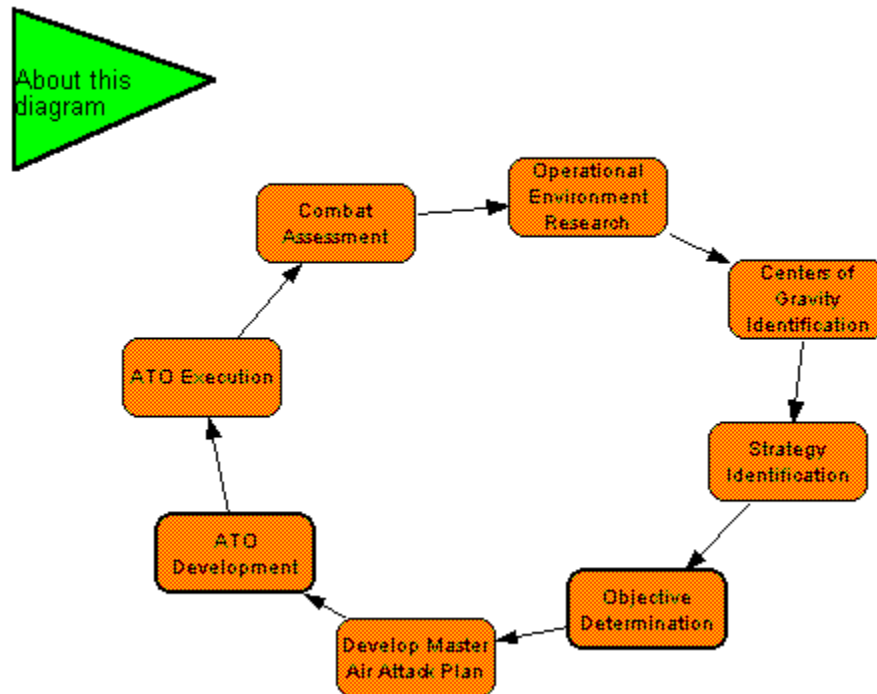 About this
diagram
Operational
Environment
Research
Combat
Assessment
Centers of
Gravity
Identification
ATO Execution
Strategy
Identification
ATO
Development
Objective
Determination
Develop Master
Air Attack Plan